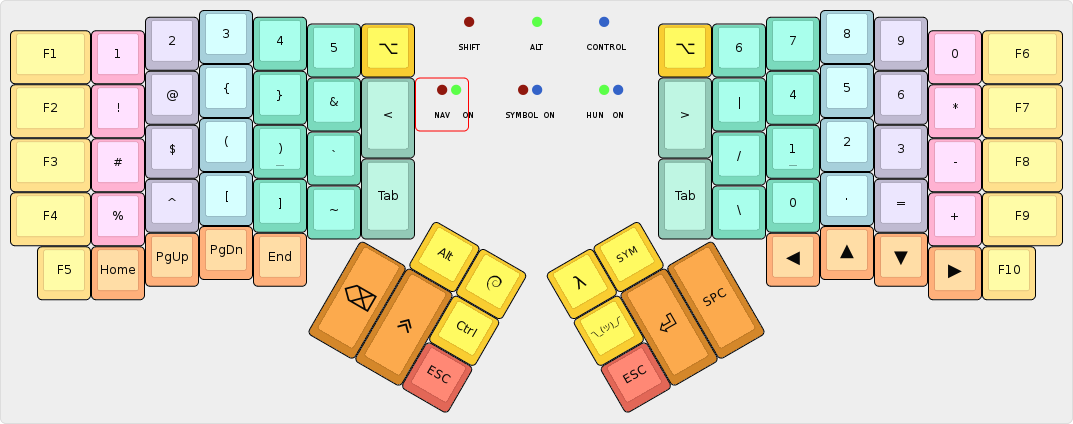 F1 1 2 3 4 5 ⌥ ⌥ 6 7 8 9 0 F6
SHIFT ALT CONTROL
F2 ! @ { } & < > | 4 5 6 * F7
NAV ON SYMBOL ON HUN ON
F3 # $ ( ) _ ` / 1 _ 2 3 - F8
F4 % ^ [ ] ~ Tab Tab \ 0 . = + F9
F5 Home PgUp PgDn End ◀ ▲ ▼ ▶ F10
Alt SYM
⌫ λ SPC
Ctrl ¯\_(ツ)_/¯ ⏎
ESC ESC